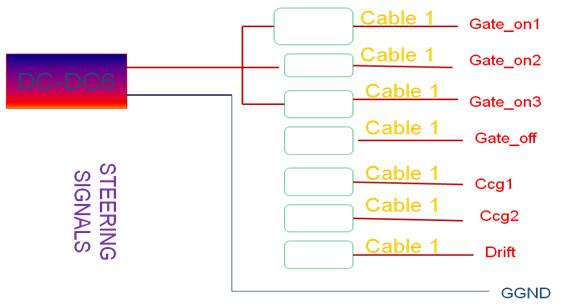 Cable 1 Gate_on1
DC-DC6
Cable 1 Gate_on2
Cable 1 Gate_on3
Cable 1 Gate_off
STEERING
SIGNALS
Cable 1 Ccg1
Cable 1 Ccg2
Cable 1 Drift
GGND